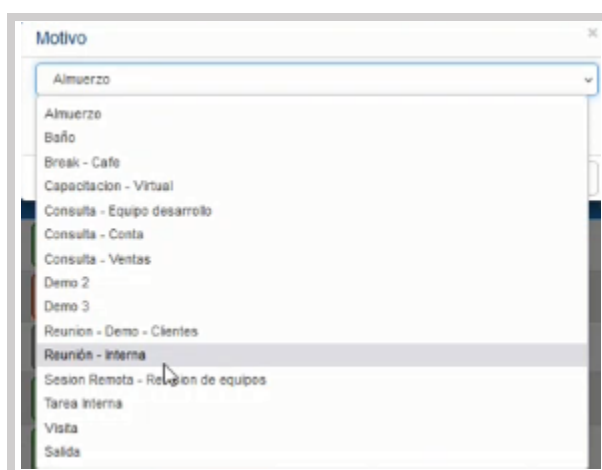 Motivo
Almuerzo
Almuerzo
Baño
Break - Cafe
Capacitacion - Virtual
Consulta - Equipo desarrollo
Consulta - Conta
Consulta - Ventas
Demo 2
Demo 3
Reunion - Demo - Clientes
Reunión - Interna
Sesion Remota - de equipos
Tarea Interna
Visita
Salida